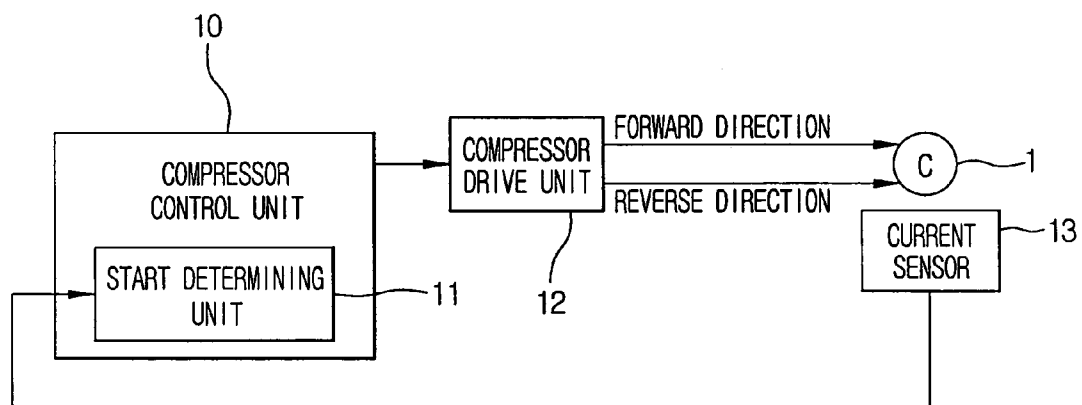 10
COMPRESSOR
CONTROL UNIT
START DETERMINING
UNIT
11
COMPRESSOR
DRIVE UNIT
12
FORWARD DIRECTION
REVERSE DIRECTION
C
1
CURRENT
SENSOR
13